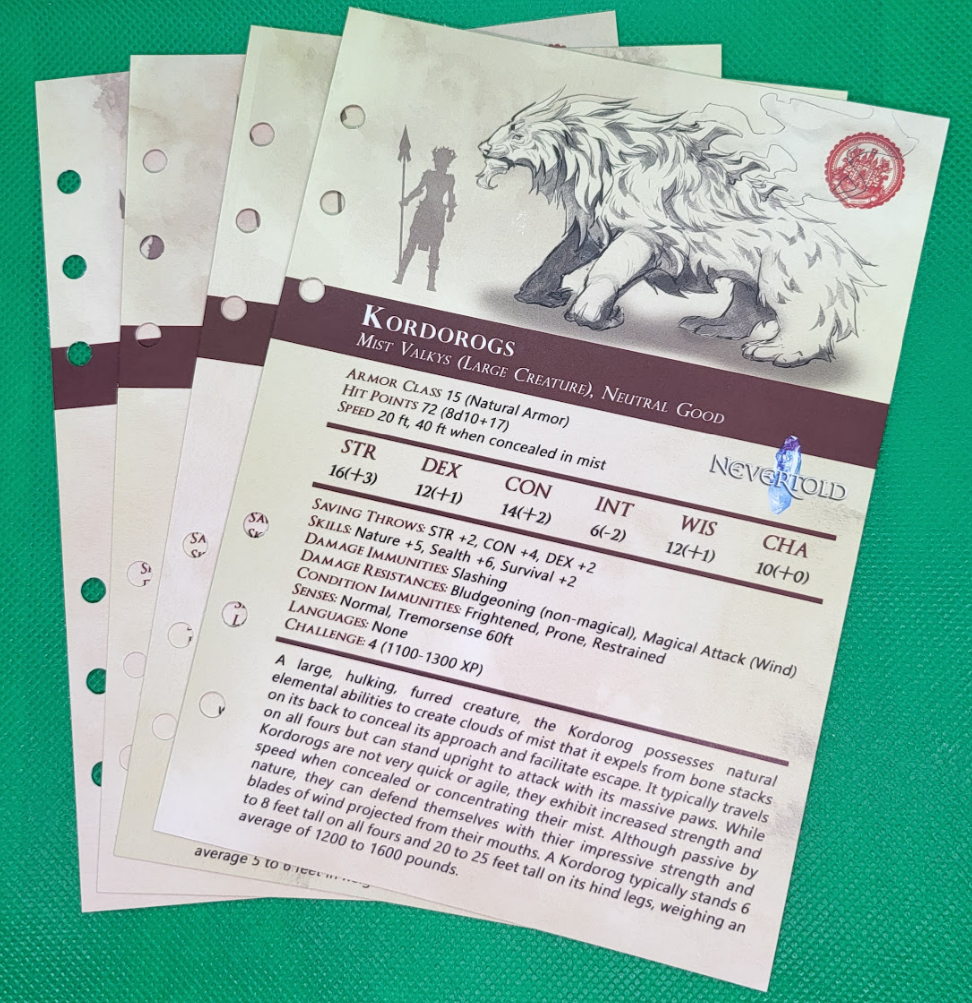 KORDOROGS
MIST VALKYS (LARGE CREATURE), NEUTRAL GOOD
ARMOR CLASS 15 (Natural Armor)
HIT POINTS 72 (8d10+17)
SPEED 20 ft, 40 ft when concealed in mist
NEVERTOLD
STR DEX CON INT WIS CHA
16(+3) 12(+1) 14(+2) 6(-2) 12(+1) 10(+0)
SAVING THROWS: STR +2, CON +4, DEX +2
SKILLS: Nature +5, Sealth +6, Survival +2
DAMAGE IMMUNITIES: Slashing
DAMAGE RESISTANCES: Bludgeoning (non-magical), Magical Attack (Wind)
CONDITION IMMUNITIES: Frightened, Prone, Restrained
SENSES: Normal, Tremorsense 60ft
LANGUAGES: None
CHALLENGE: 4 (1100-1300 XP)
A large, hulking, furred creature, the Kordorog possesses natural
elemental abilities to create clouds of mist that it expels from bone stacks
on its back to conceal its approach and facilitate escape. It typically travels
on all fours but can stand upright to attack with its massive paws. While
Kordorogs are not very quick or agile, they exhibit increased strength and
speed when concealed or concentrating their mist. Although passive by
nature, they can defend themselves with thier impressive strength and
blades of wind projected from their mouths. A Kordorog typically stands 6
to 8 feet tall on all fours and 20 to 25 feet tall on its hind legs, weighing an
average of 1200 to 1600 pounds.
average 5 to 6 feet in